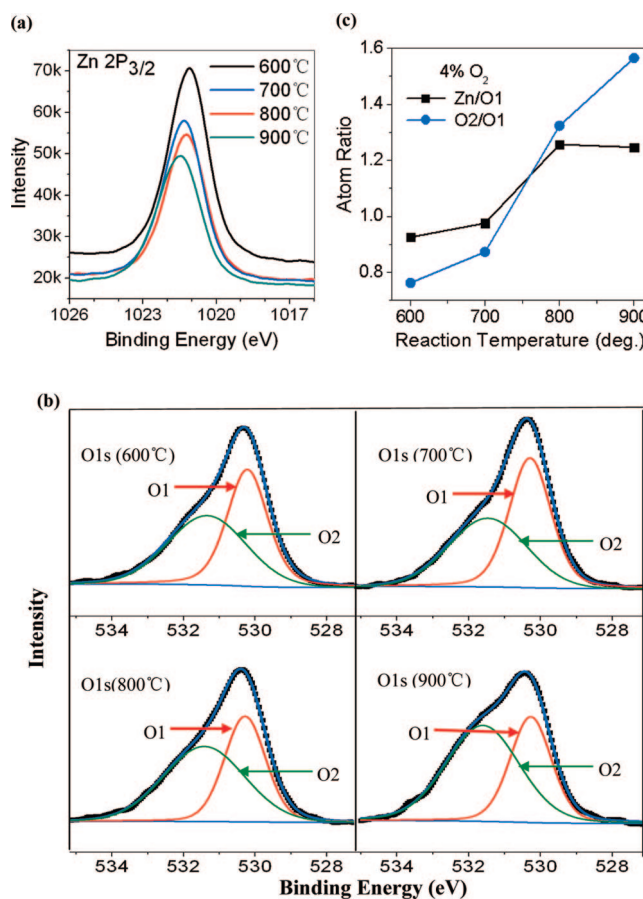 (a)
Zn 2P3/2
600℃
700℃
800℃
900℃
70k
60k
50k
40k
30k
20k
1026
1023
1020
1017
Intensity
Binding Energy (eV)
(c)
4% O2
Zn/O1
O2/O1
1.6
1.4
1.2
1.0
0.8
600
700
800
900
Atom Ratio
Reaction Temperature (deg.)
(b)
O1s (600℃)
O1
O2
534
532
530
528
O1s (700℃)
O1
O2
534
532
530
528
O1s(800℃)
O1
O2
534
532
530
528
O1s (900℃)
O1
O2
534
532
530
528
Intensity
Binding Energy (eV)